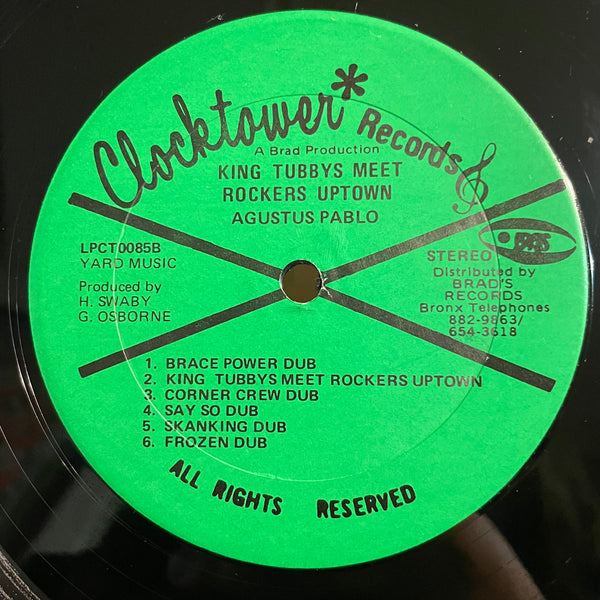 Clocktower* Records
A Brad Production
KING TUBBYS MEET
ROCKERS UPTOWN
AGUSTUS PABLO
LPCT0085B
YARD MUSIC
Produced by
H. SWABY
G. OSBORNE
STEREO
Distributed by
BRAD'S
RECORDS
Bronx Telephones
882-9863/
654-3618
1. BRACE POWER DUB
2. KING TUBBYS MEET ROCKERS UPTOWN
3. CORNER CREW DUB
4. SAY SO DUB
5. SKANKING DUB
6. FROZEN DUB
ALL RIGHTS RESERVED